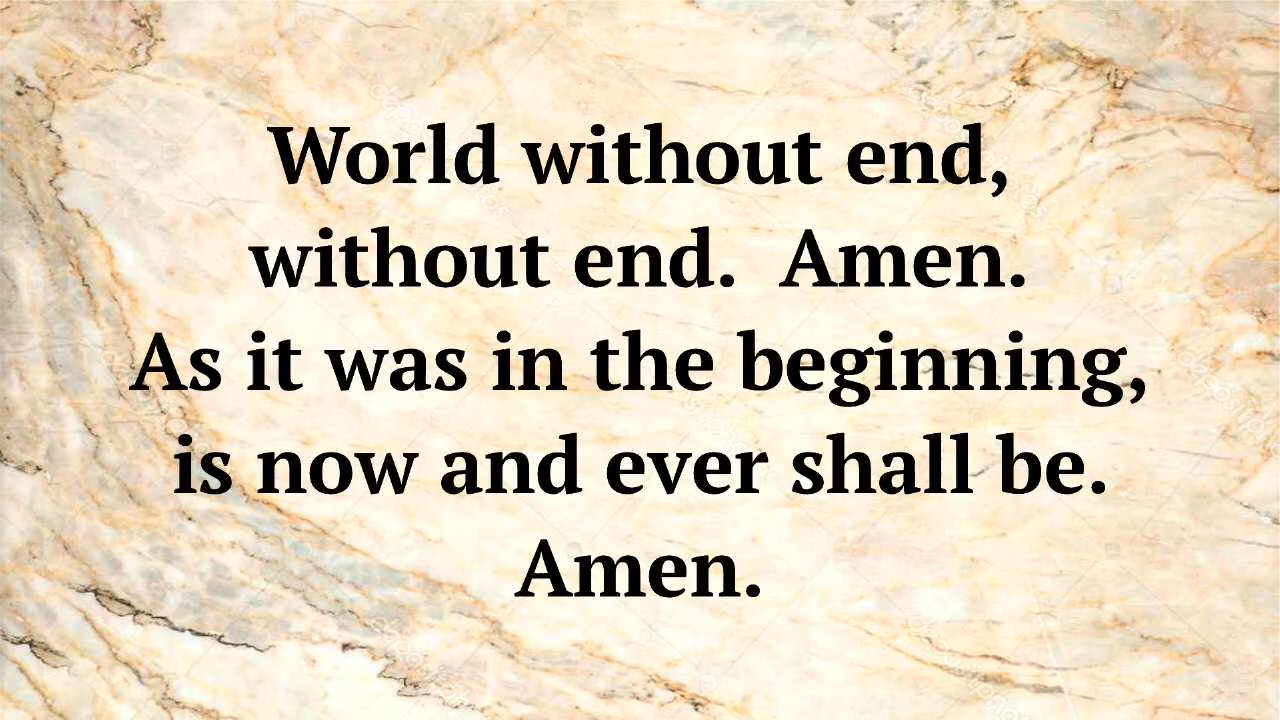 World without end,
without end.  Amen.
As it was in the beginning,
is now and ever shall be.
Amen.